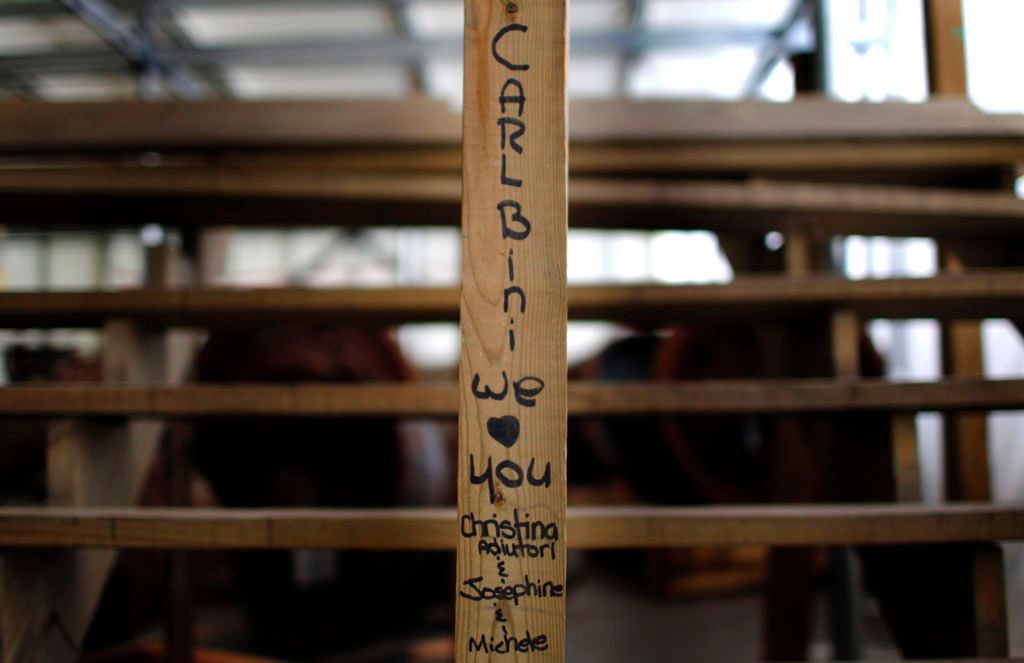 CARL
Bini
we
♥
you
Christina
Adiutori
&
Josephine
&
Michele